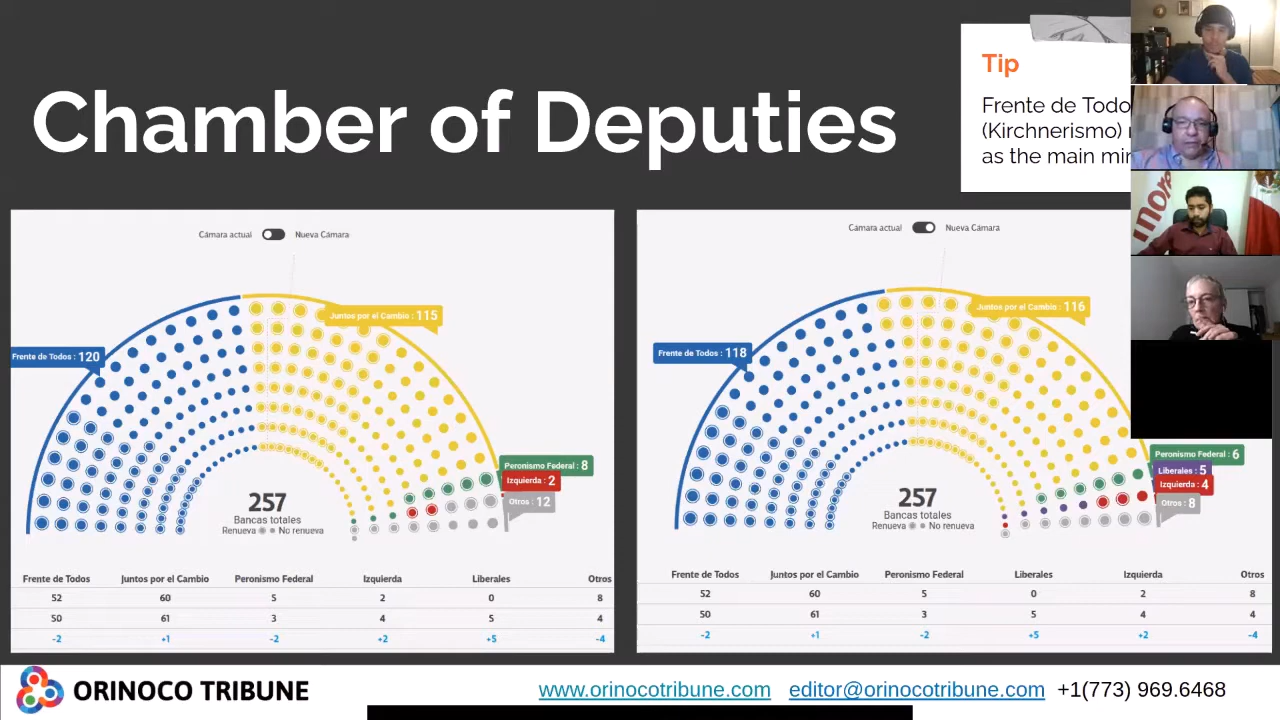 Chamber of Deputies
Tip
Frente de Todo
(Kirchnerismo)
as the main
Cámara actual Nueva Cámara
Juntos por el Cambio : 115
Frente de Todos : 120
Peronismo Federal : 8
Izquierda : 2
Otros : 12
257
Bancas totales
Renueva No renueva
Frente de Todos Juntos por el Cambio Peronismo Federal Izquierda Liberales Otros
52 60 5 2 0 8
50 61 3 4 5 4
-2 +1 -2 +2 +5 -4
Cámara actual Nueva Cámara
Juntos por el Cambio : 116
Frente de Todos : 118
Peronismo Federal : 6
Liberales : 5
Izquierda : 4
Otros : 8
257
Bancas totales
Renueva No renueva
Frente de Todos Juntos por el Cambio Peronismo Federal Liberales Izquierda Otros
52 60 5 0 2 8
50 61 3 5 4 4
-2 +1 -2 +5 +2 -4
ORINOCO TRIBUNE
www.orinocotribune.com editor@orinocotribune.com +1(773) 969.6468